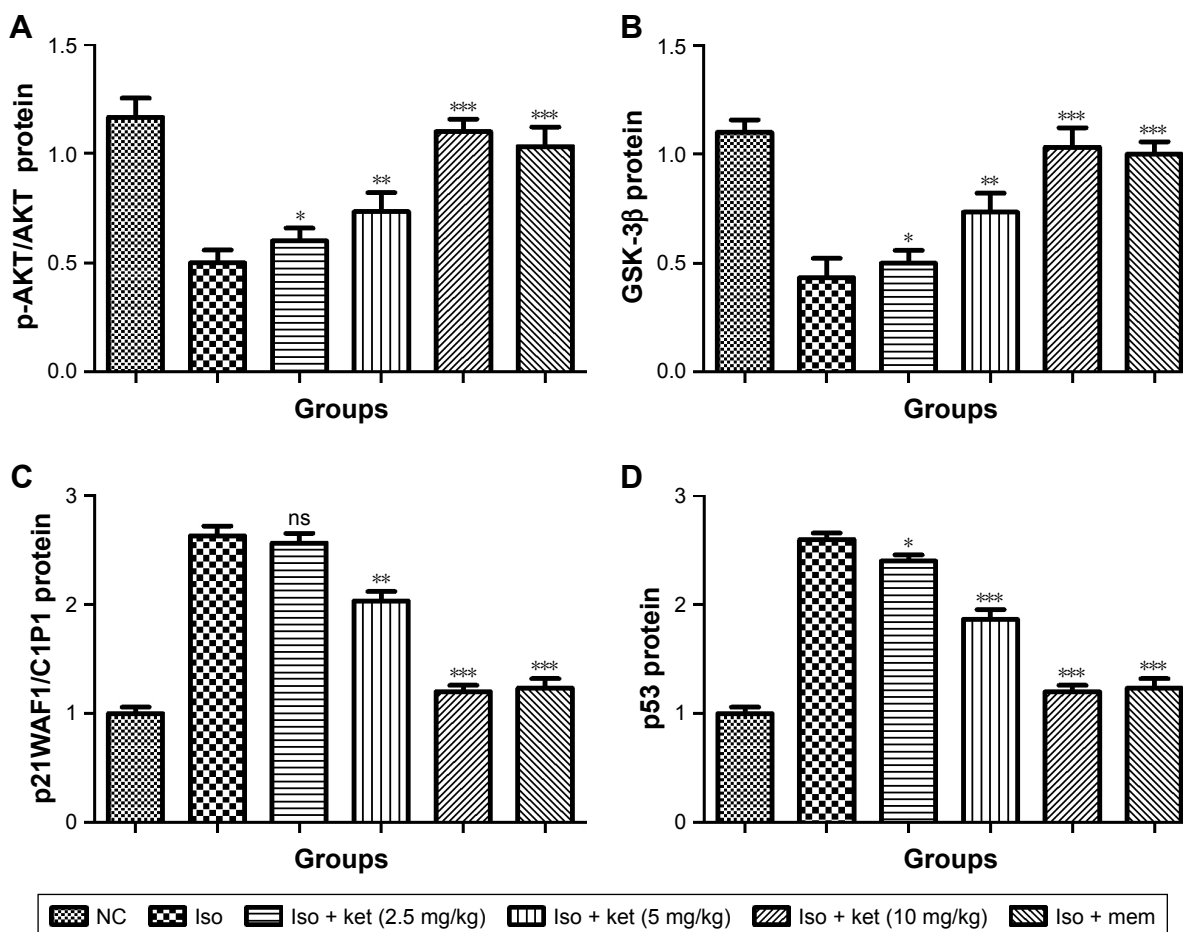 A
1.5
1.0
0.5
0.0
p-AKT/AKT protein
*
**
***
***
Groups
B
1.5
1.0
0.5
0.0
GSK-3β protein
*
**
***
***
Groups
C
3
2
1
0
p21WAF1/C1P1 protein
ns
**
***
***
Groups
D
3
2
1
0
p53 protein
*
***
***
***
Groups
NC Iso Iso + ket (2.5 mg/kg) Iso + ket (5 mg/kg) Iso + ket (10 mg/kg) Iso + mem